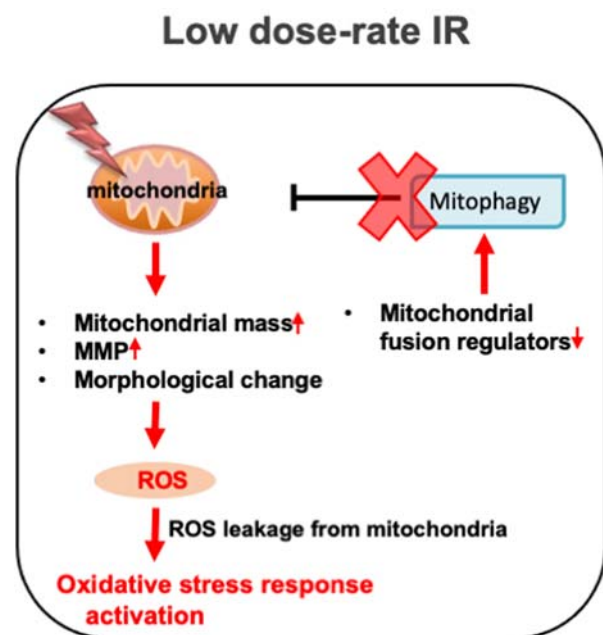 Low dose-rate IR
mitochondria
Mitophagy
• Mitochondrial mass↑
• MMP↑
• Morphological change
• Mitochondrial
fusion regulators↓
ROS
ROS leakage from mitochondria
Oxidative stress response
activation